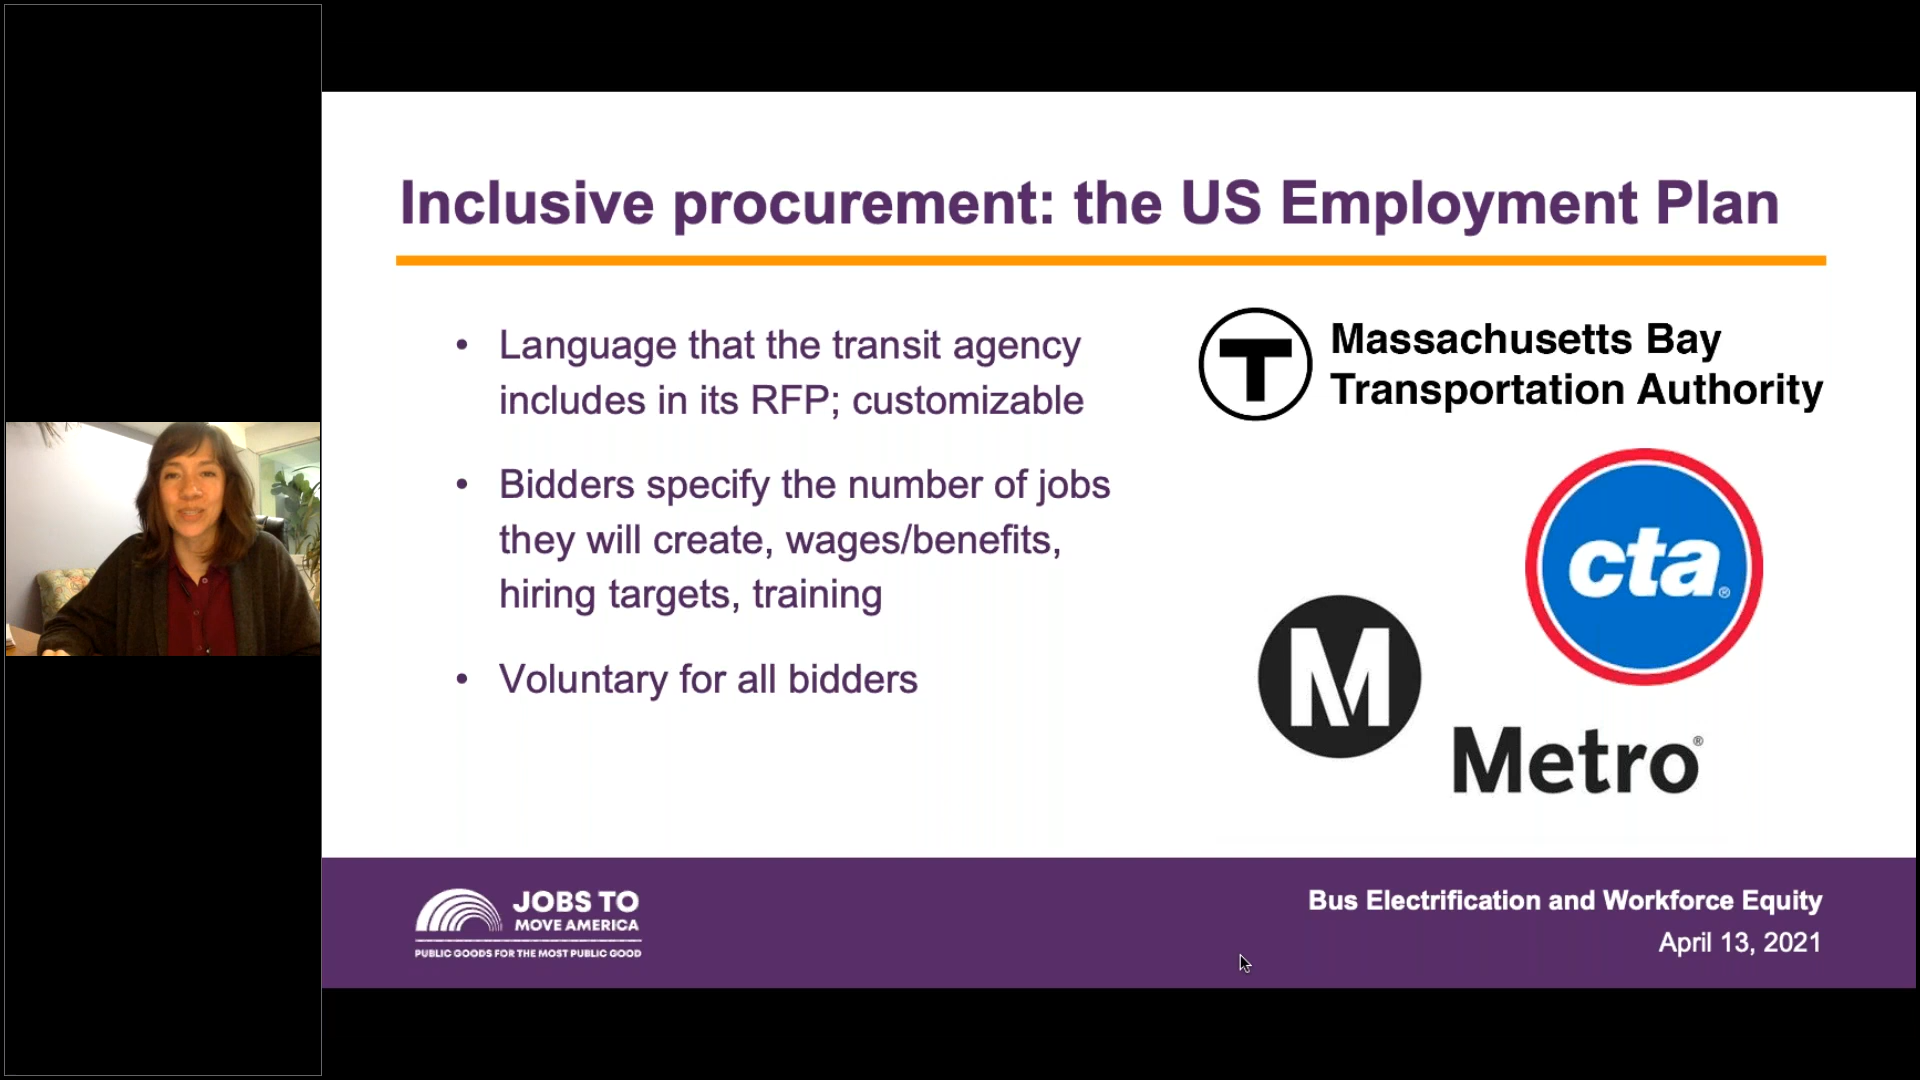 Inclusive procurement: the US Employment Plan
• Language that the transit agency
includes in its RFP; customizable
• Bidders specify the number of jobs
they will create, wages/benefits,
hiring targets, training
• Voluntary for all bidders
T
Massachusetts Bay
Transportation Authority
cta®
M
Metro®
JOBS TO
MOVE AMERICA
PUBLIC GOODS FOR THE MOST PUBLIC GOOD
Bus Electrification and Workforce Equity
April 13, 2021